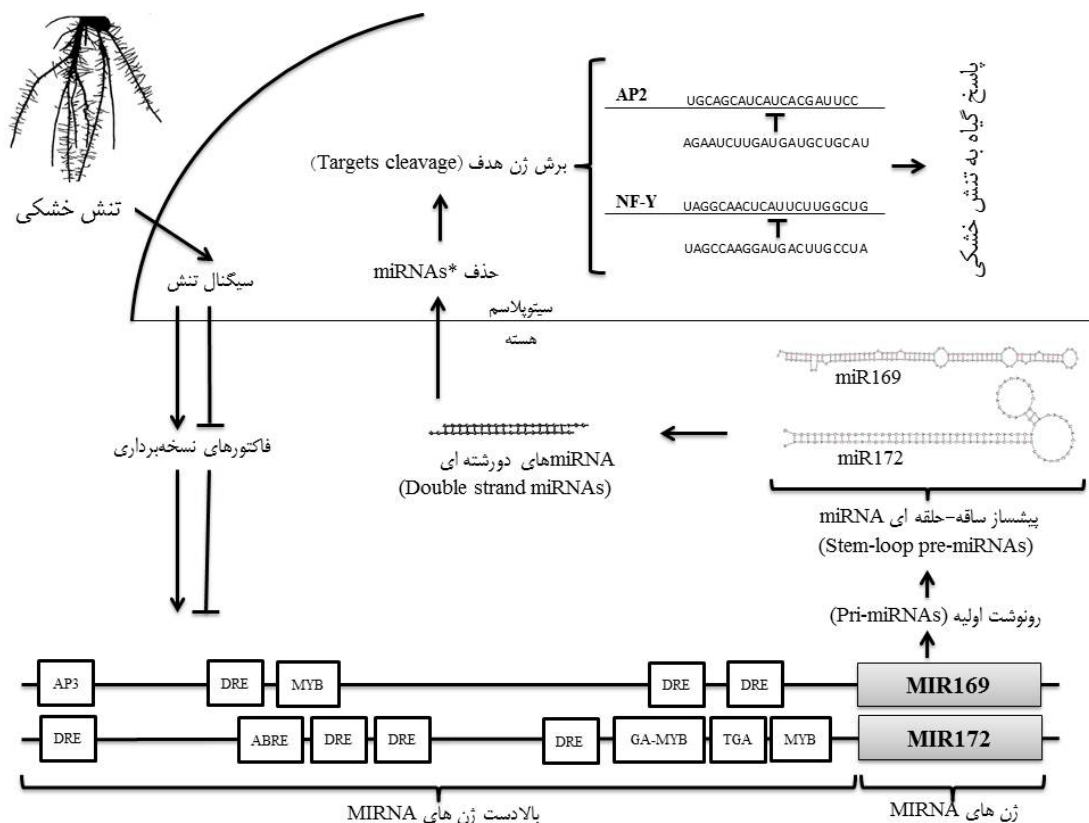 تنش خشکی
سیگنال تنش
فاکتورهای نسخه‌برداری
برش ژن هدف (Targets cleavage)
حذف miRNAs*
AP2
UGCAGCAUCAUCACGAUUCC
AGAAUCUUGAUGAUGCUGCAU
NF-Y
UAGGCAACUCAUUCUUGGCUG
UAGCCAAGGAUGACUUGCCUA
پاسخ گیاه به تنش خشکی
سیتوپلاسم
هسته
miR169
miR172
miRNAهای دورشته ای
(Double strand miRNAs)
پیشساز ساقه-حلقه ای miRNA
(Stem-loop pre-miRNAs)
رونوشت اولیه (Pri-miRNAs)
AP3 DRE MYB DRE DRE MIR169
DRE ABRE DRE DRE DRE GA-MYB TGA MYB MIR172
بالادست ژن های MIRNA
ژن های MIRNA